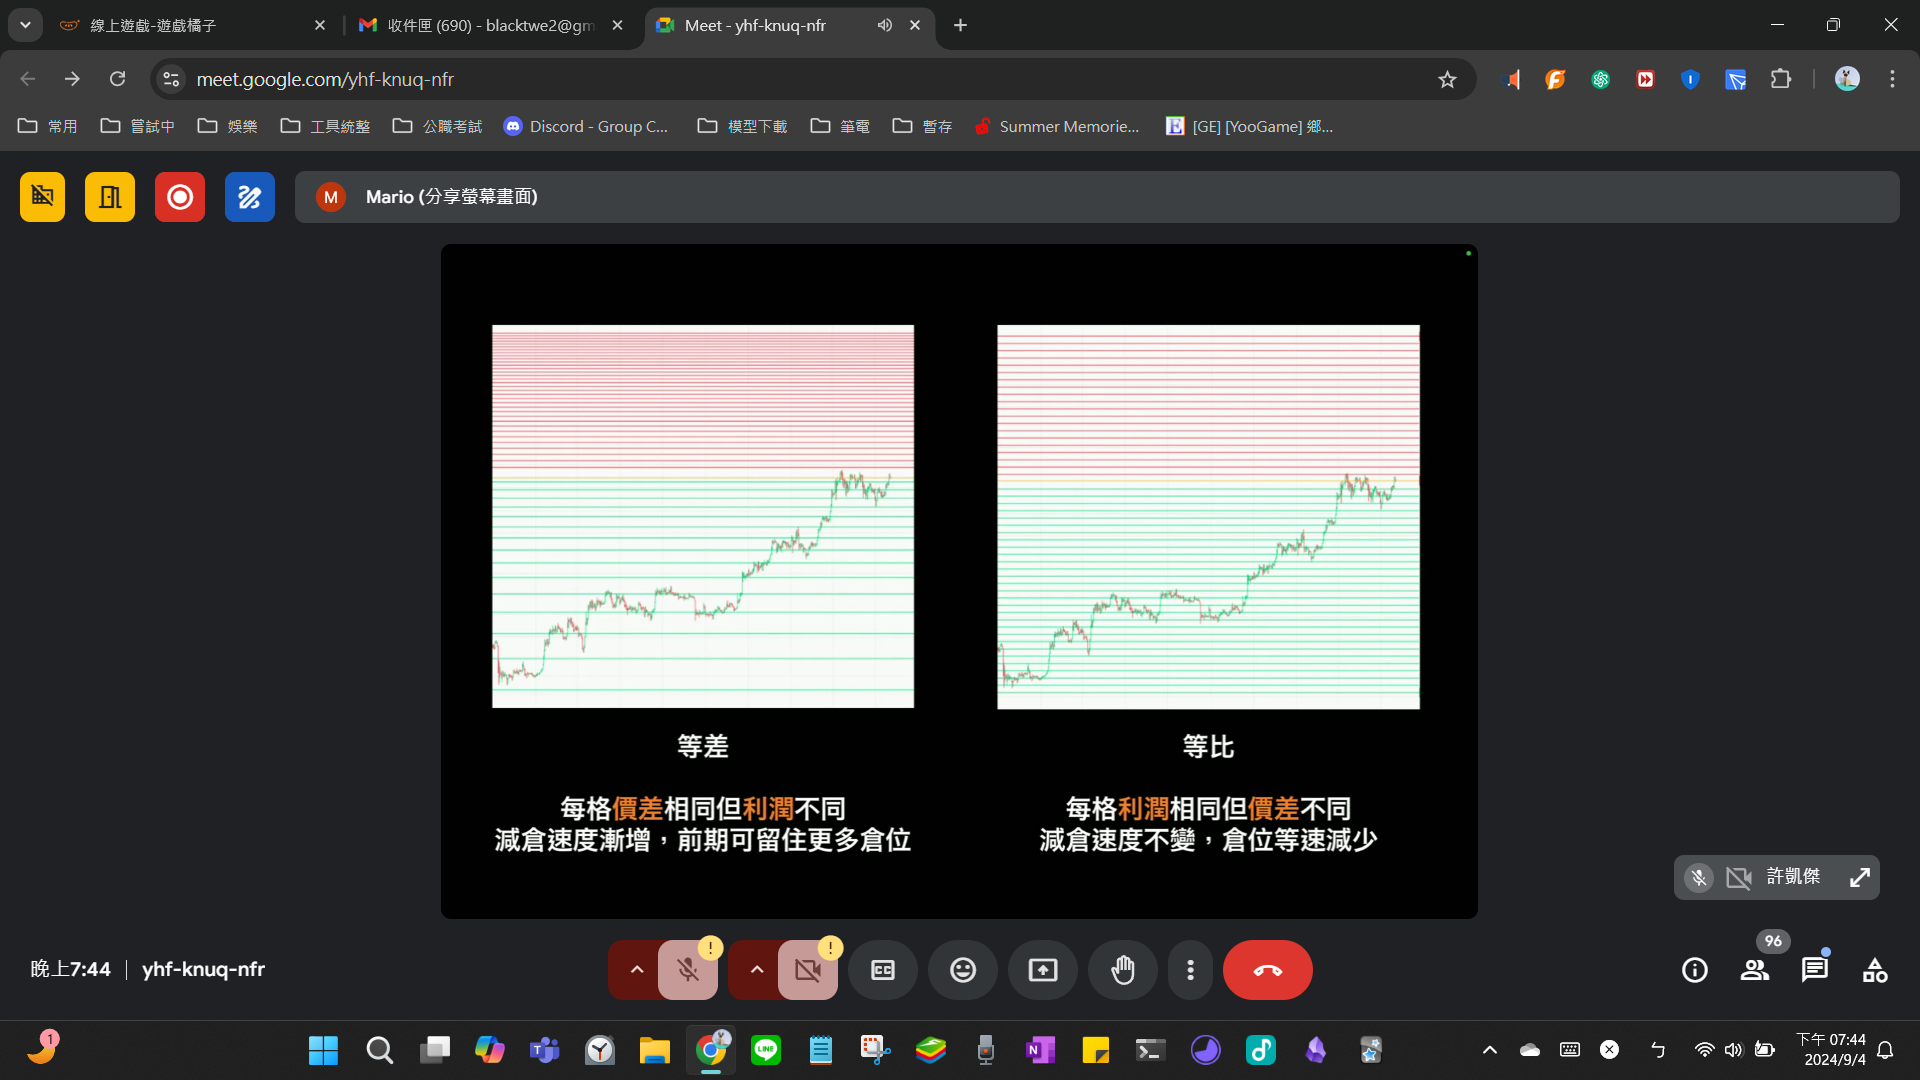 線上遊戲-遊戲橘子
收件匣 (690) - blacktwe2@gm
Meet - yhf-knuq-nfr
meet.google.com/yhf-knuq-nfr
常用
嘗試中
娛樂
工具統整
公職考試
Discord - Group C...
模型下載
筆電
暫存
Summer Memorie...
[GE] [YooGame] 鄉...
M
Mario (分享螢幕畫面)
等差
每格價差相同但利潤不同
減倉速度漸增，前期可留住更多倉位
等比
每格利潤相同但價差不同
減倉速度不變，倉位等速減少
許凱傑
晚上7:44
yhf-knuq-nfr
96
1
LINE
ㄅ
下午 07:44
2024/9/4